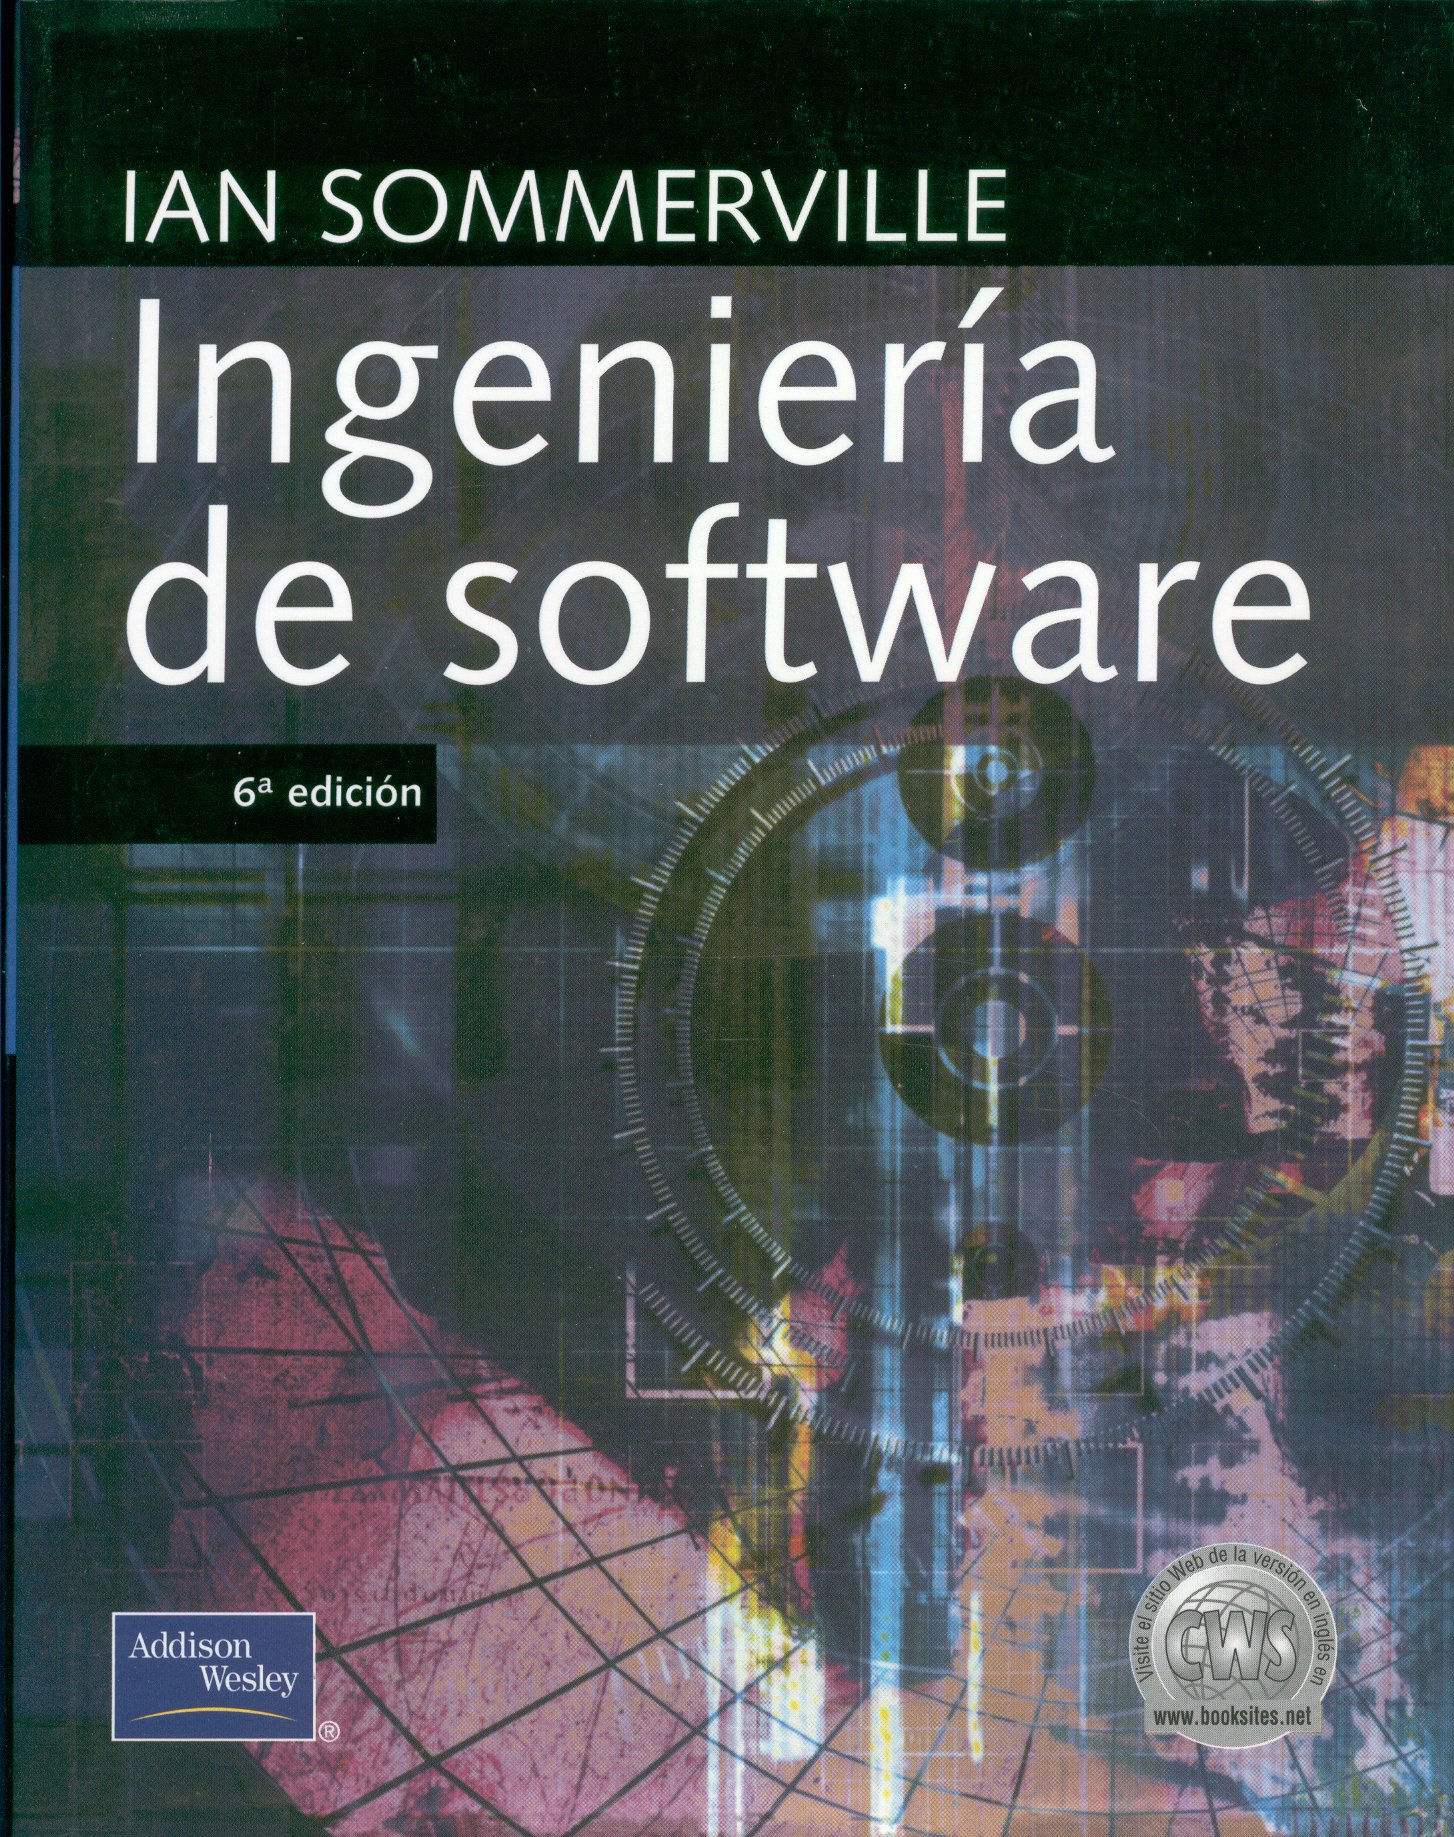 IAN SOMMERVILLE
Ingeniería
de software
6ª edición
Addison
Wesley
®
Visite el sitio Web de la versión en inglés en
CWS
www.booksites.net